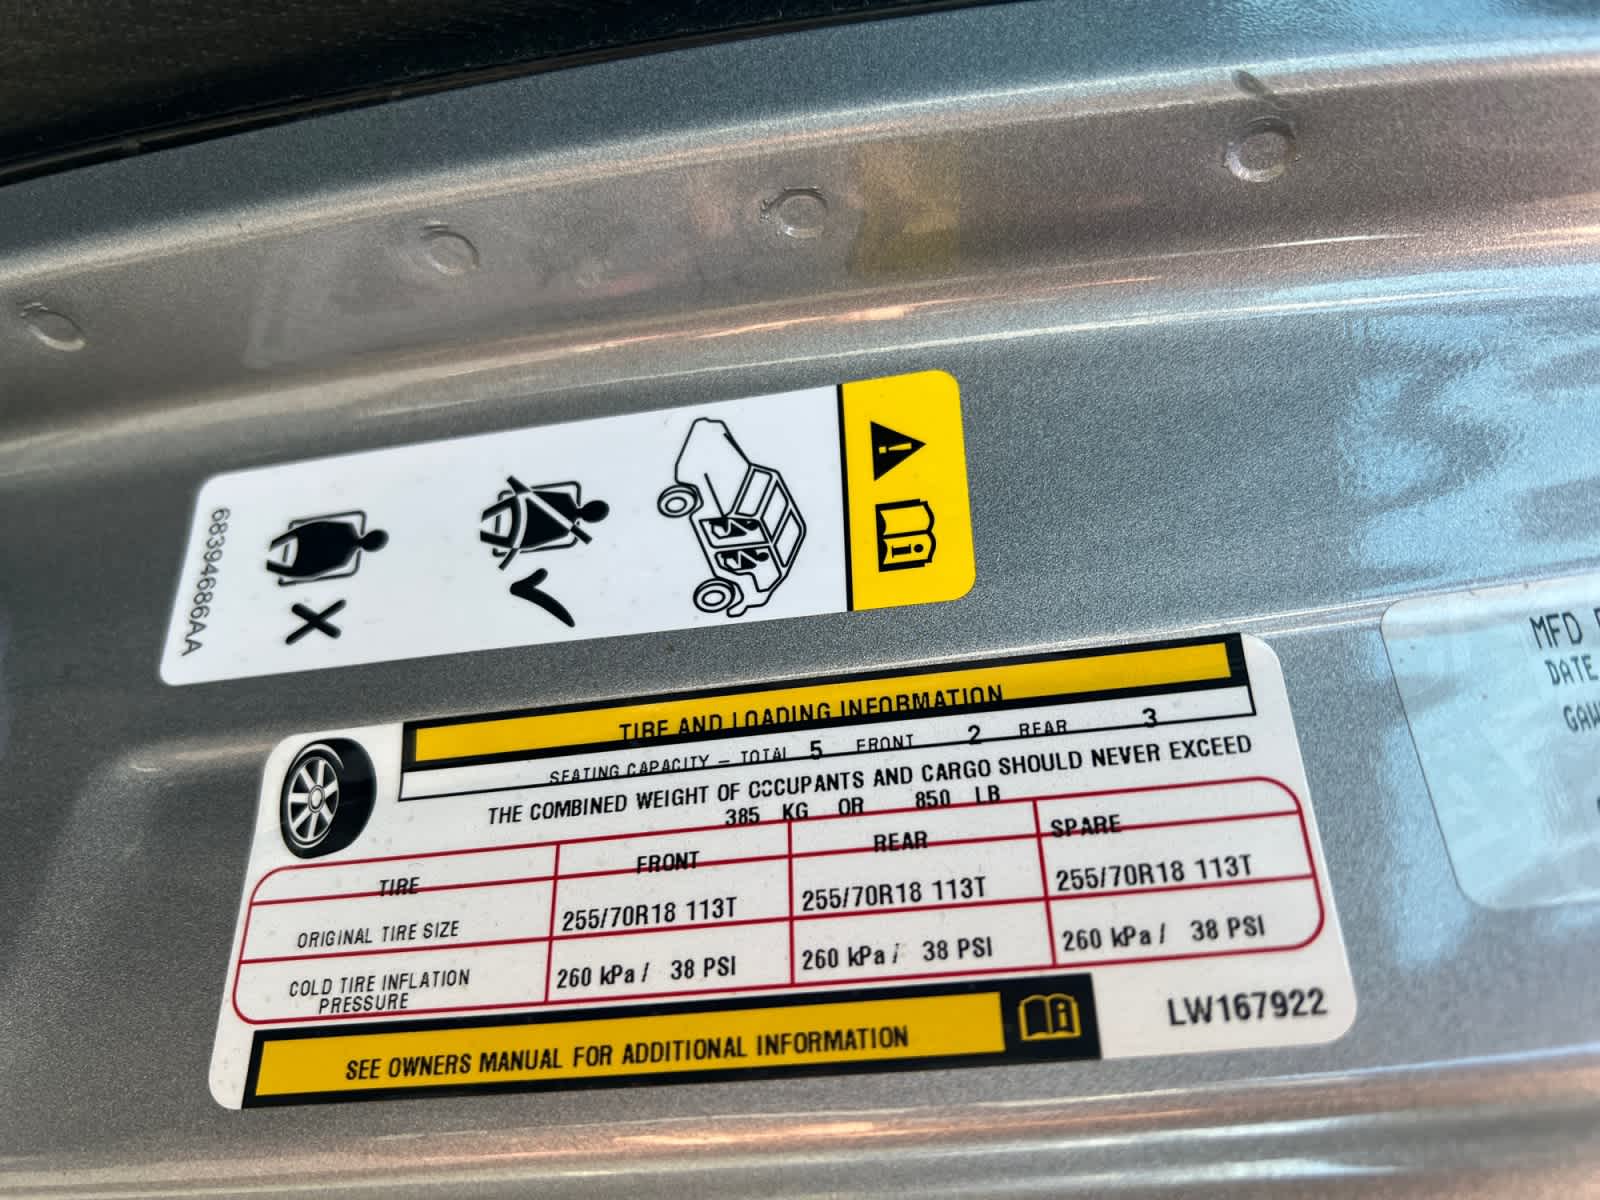 68394686AA
TIRE AND LOADING INFORMATION
SEATING CAPACITY – TOTAL 5 FRONT 2 REAR 3
THE COMBINED WEIGHT OF OCCUPANTS AND CARGO SHOULD NEVER EXCEED
385 KG OR 850 LB
TIRE FRONT REAR SPARE
ORIGINAL TIRE SIZE 255/70R18 113T 255/70R18 113T 255/70R18 113T
COLD TIRE INFLATION
PRESSURE 260 kPa / 38 PSI 260 kPa / 38 PSI 260 kPa / 38 PSI
SEE OWNERS MANUAL FOR ADDITIONAL INFORMATION
LW167922
MFD
DATE